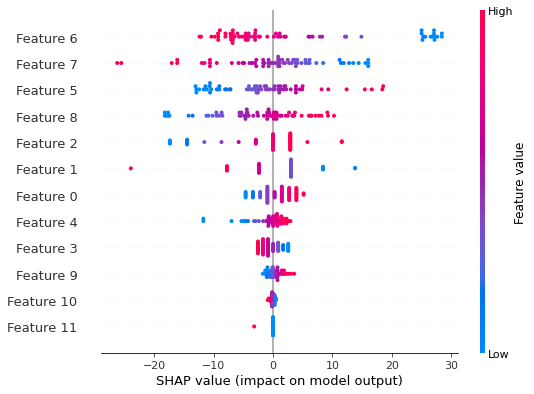 High
Feature 6
Feature 7
Feature 5
Feature 8
Feature 2
Feature 1
Feature 0
Feature 4
Feature 3
Feature 9
Feature 10
Feature 11
Feature value
Low
−20 −10 0 10 20 30
SHAP value (impact on model output)